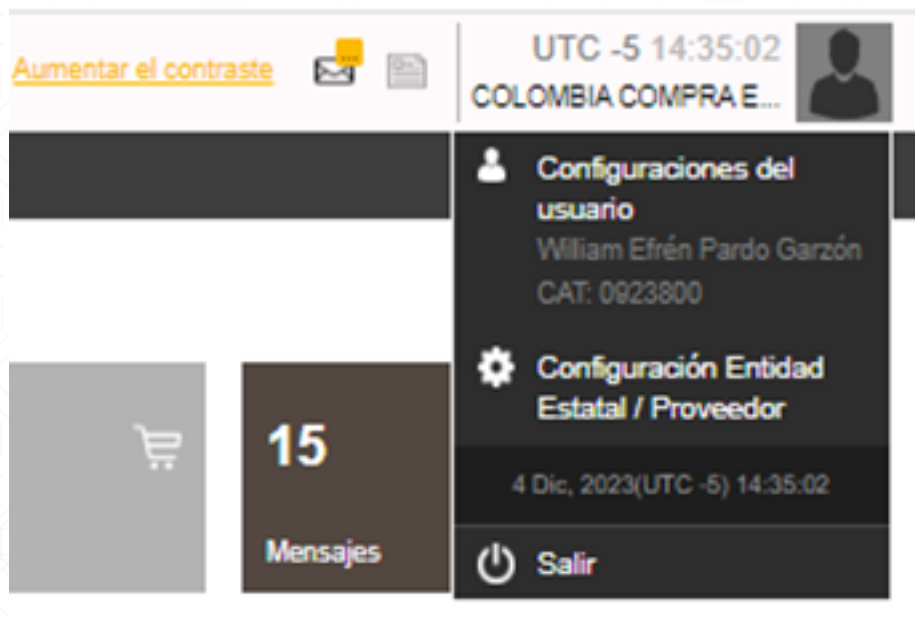 Aumentar el contraste
UTC -5 14:35:02
COLOMBIA COMPRA E...
Configuraciones del
usuario
William Efrén Pardo Garzón
CAT: 0923800
Configuración Entidad
Estatal / Proveedor
4 Dic, 2023(UTC -5) 14:35:02
Salir
15
Mensajes